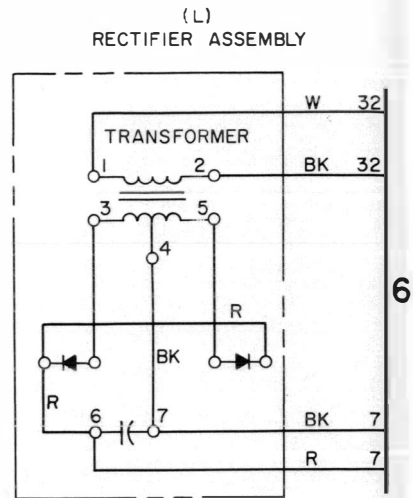 (L)
RECTIFIER ASSEMBLY
W 32
TRANSFORMER
1 2
BK 32
3 5
4
6
R
BK
R
6 7
BK 7
R 7